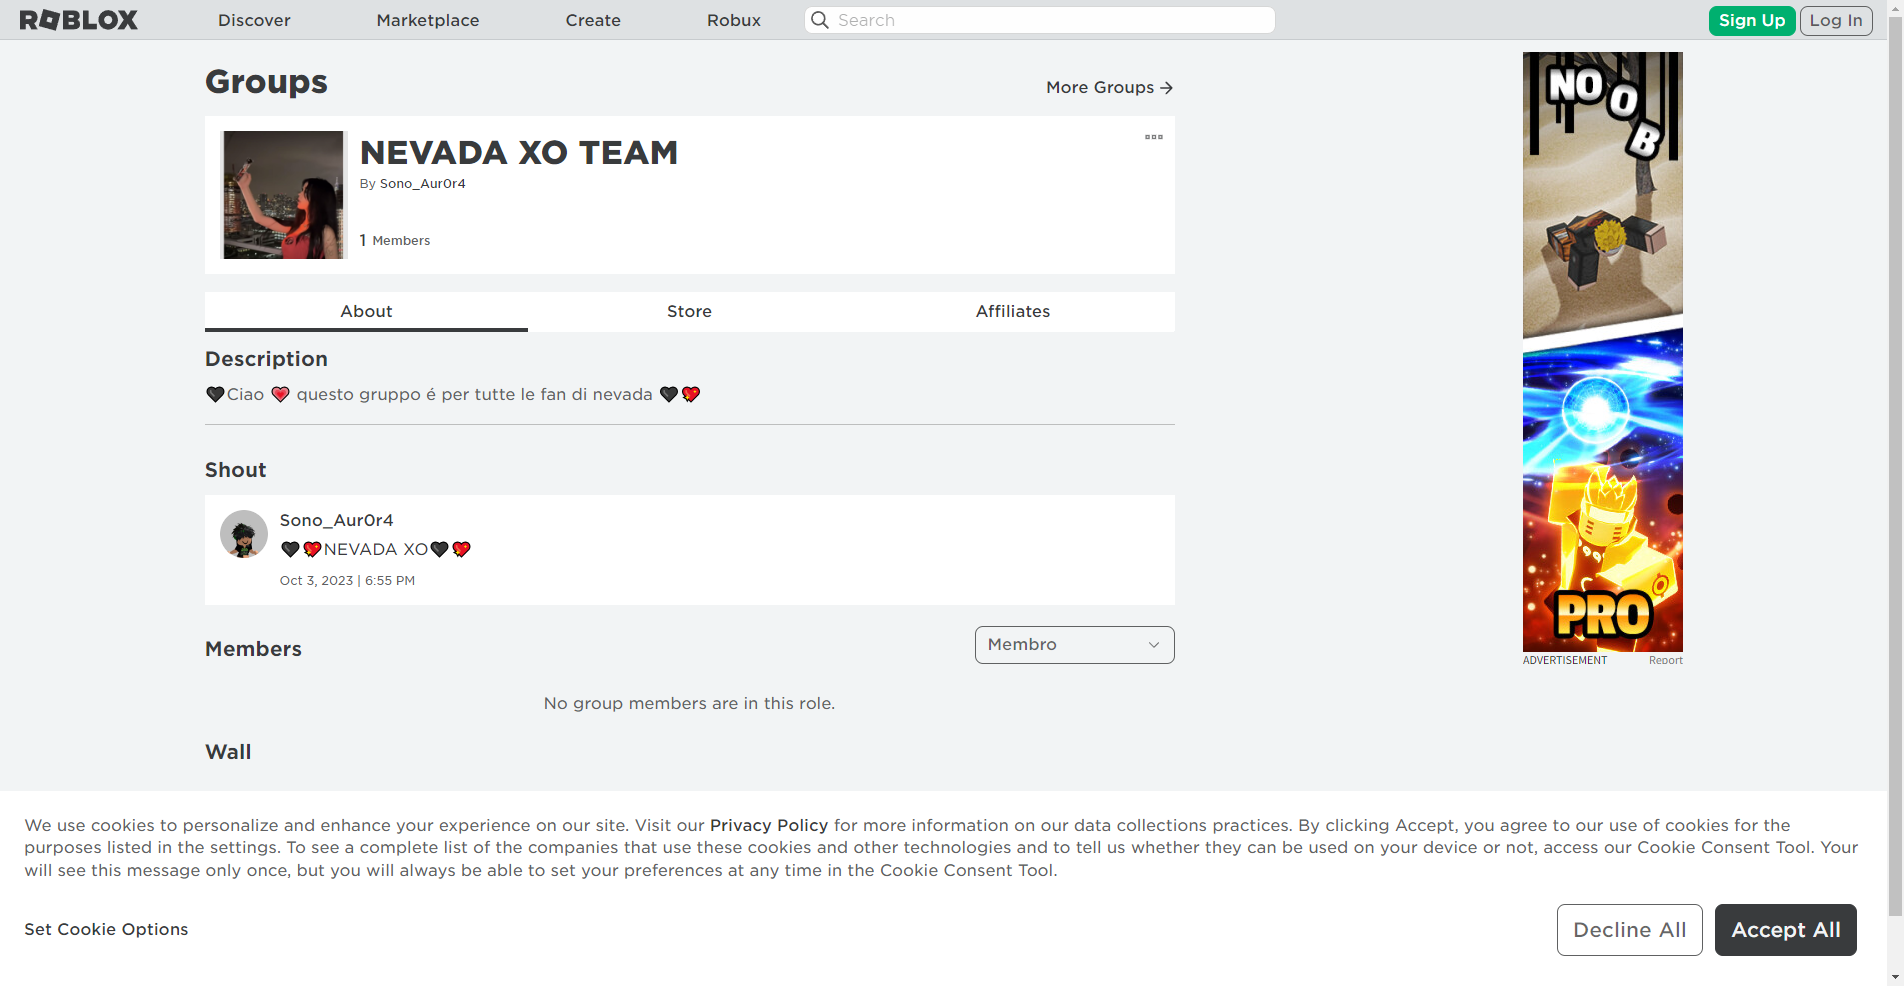 ROBLOX
Discover
Marketplace
Create
Robux
Search
Sign Up
Log In
Groups
More Groups
NEVADA XO TEAM
By Sono_Aur0r4
1 Members
About
Store
Affiliates
Description
🖤Ciao 💗 questo gruppo é per tutte le fan di nevada 🖤💖
Shout
Sono_Aur0r4
🖤💖NEVADA XO🖤💖
Oct 3, 2023 | 6:55 PM
Members
Membro
No group members are in this role.
Wall
NOOB
PRO
ADVERTISEMENT
Report
We use cookies to personalize and enhance your experience on our site. Visit our Privacy Policy for more information on our data collections practices. By clicking Accept, you agree to our use of cookies for the
purposes listed in the settings. To see a complete list of the companies that use these cookies and other technologies and to tell us whether they can be used on your device or not, access our Cookie Consent Tool. Your
will see this message only once, but you will always be able to set your preferences at any time in the Cookie Consent Tool.
Set Cookie Options
Decline All
Accept All